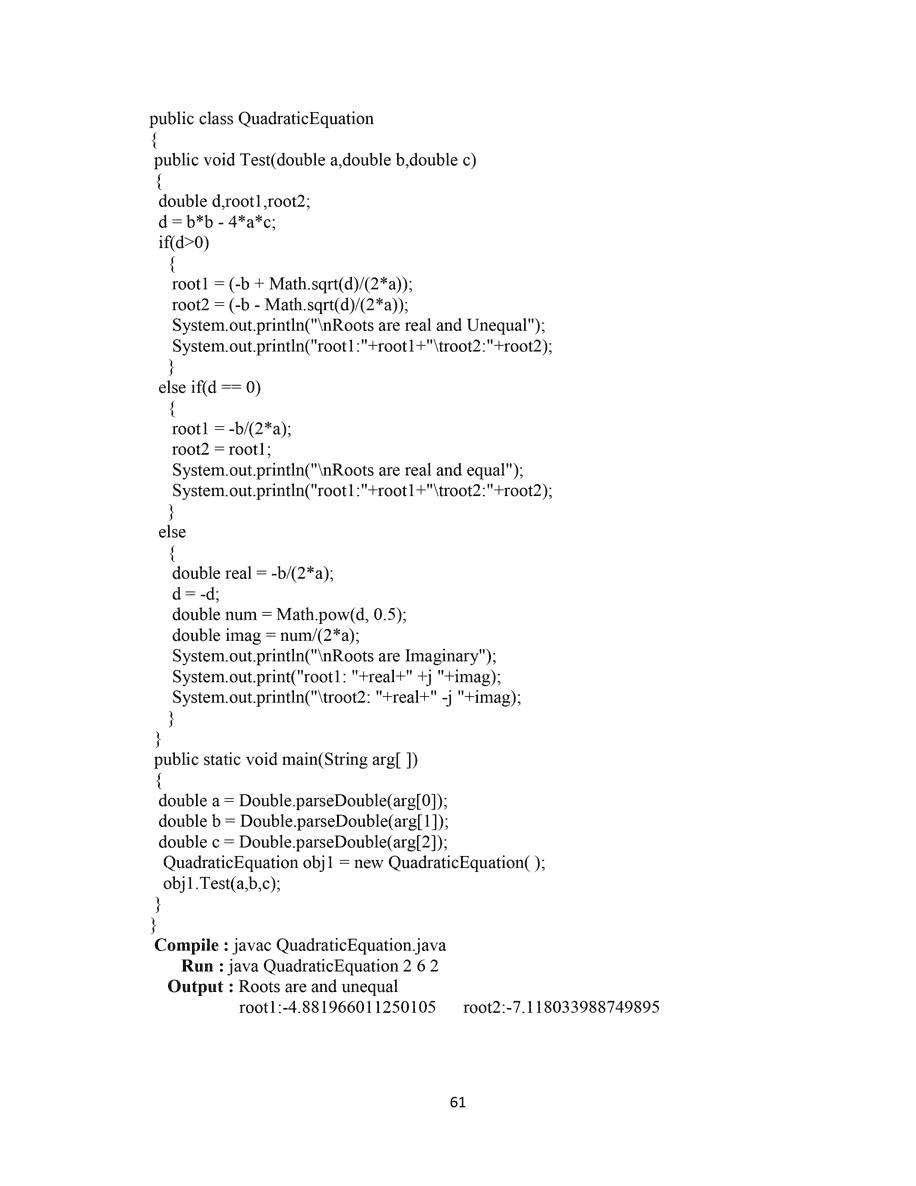 public class QuadraticEquation
{
public void Test(double a,double b,double c)
{
double d,root1,root2;
d = b*b - 4*a*c;
if(d>0)
{
root1 = (-b + Math.sqrt(d)/(2*a));
root2 = (-b - Math.sqrt(d)/(2*a));
System.out.println("\nRoots are real and Unequal");
System.out.println("root1:"+root1+"\troot2:"+root2);
}
else if(d == 0)
{
root1 = -b/(2*a);
root2 = root1;
System.out.println("\nRoots are real and equal");
System.out.println("root1:"+root1+"\troot2:"+root2);
}
else
{
double real = -b/(2*a);
d = -d;
double num = Math.pow(d, 0.5);
double imag = num/(2*a);
System.out.println("\nRoots are Imaginary");
System.out.print("root1: "+real+" +j "+imag);
System.out.println("\troot2: "+real+" -j "+imag);
}
}
public static void main(String arg[ ])
{
double a = Double.parseDouble(arg[0]);
double b = Double.parseDouble(arg[1]);
double c = Double.parseDouble(arg[2]);
QuadraticEquation obj1 = new QuadraticEquation( );
obj1.Test(a,b,c);
}
}
Compile : javac QuadraticEquation.java
Run : java QuadraticEquation 2 6 2
Output : Roots are and unequal
root1:-4.881966011250105 root2:-7.118033988749895
61